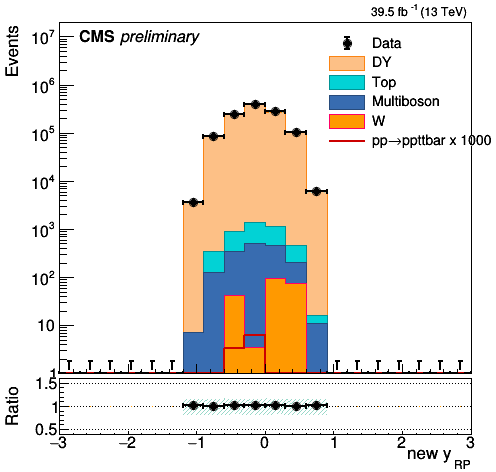 39.5 fb⁻¹ (13 TeV)
CMS preliminary
Events
10⁷
10⁶
10⁵
10⁴
10³
10²
10
1
Data
DY
Top
Multiboson
W
pp→ppttbar x 1000
Ratio
1.5
1
0.5
−3 −2 −1 0 1 2 3
new y_RP